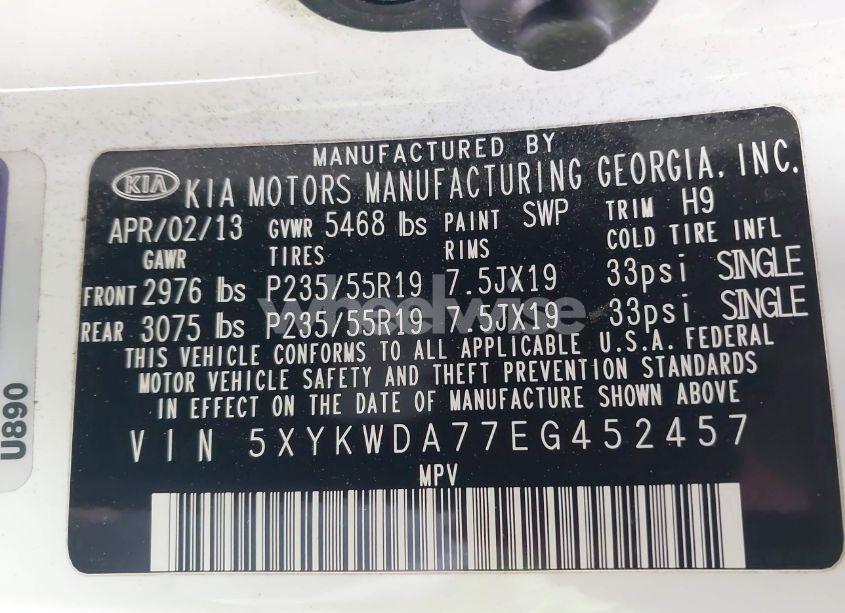 MANUFACTURED BY
KIA KIA MOTORS MANUFACTURING GEORGIA, INC.
APR/02/13 GVWR 5468 lbs PAINT SWP TRIM H9
GAWR TIRES RIMS COLD TIRE INFL
FRONT 2976 lbs P235/55R19 7.5JX19 33psi SINGLE
REAR 3075 lbs P235/55R19 7.5JX19 33psi SINGLE
THIS VEHICLE CONFORMS TO ALL APPLICABLE U.S.A. FEDERAL
MOTOR VEHICLE SAFETY AND THEFT PREVENTION STANDARDS
IN EFFECT ON THE DATE OF MANUFACTURE SHOWN ABOVE
VIN 5XYKWDA77EG452457
MPV
U890
wheelwise